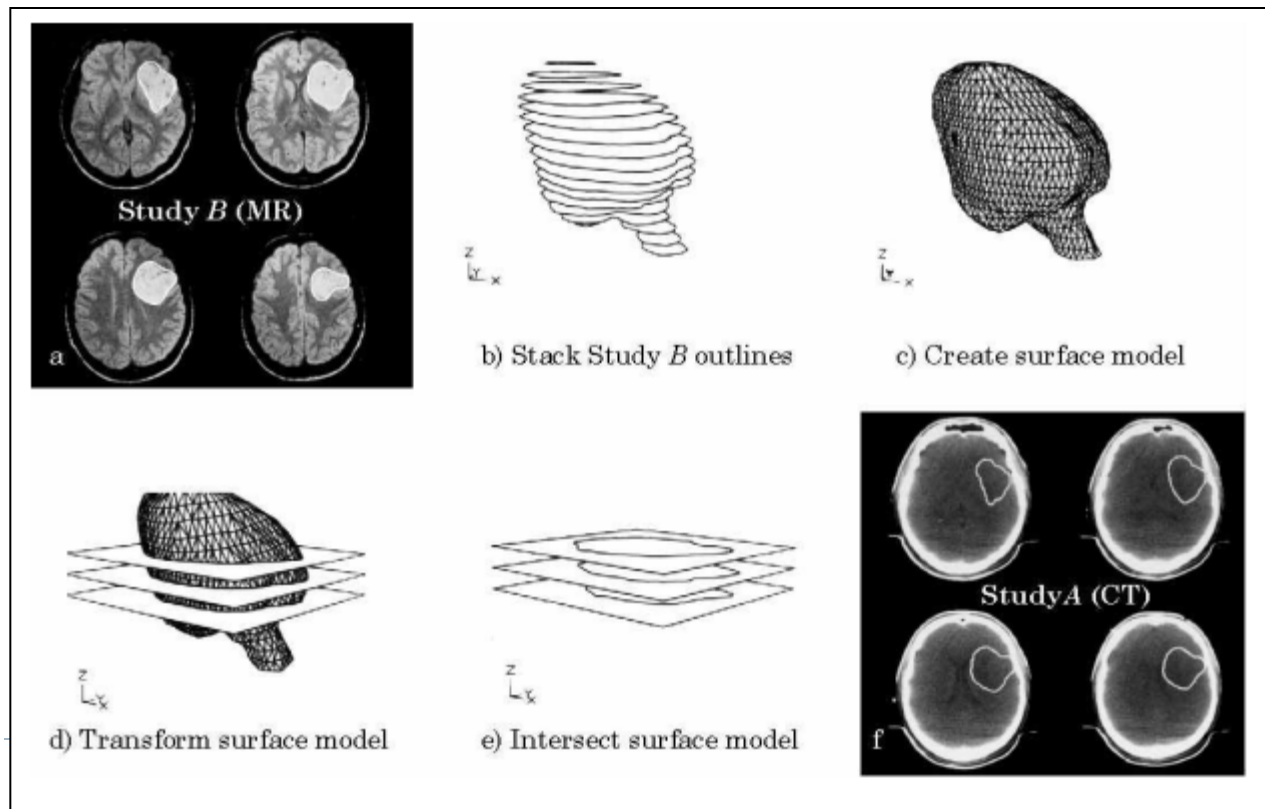 Study B (MR)
a
Z
Y
X
b) Stack Study B outlines
Z
X
c) Create surface model
Z
Y
X
d) Transform surface model
Z
Y
X
e) Intersect surface model
StudyA (CT)
f